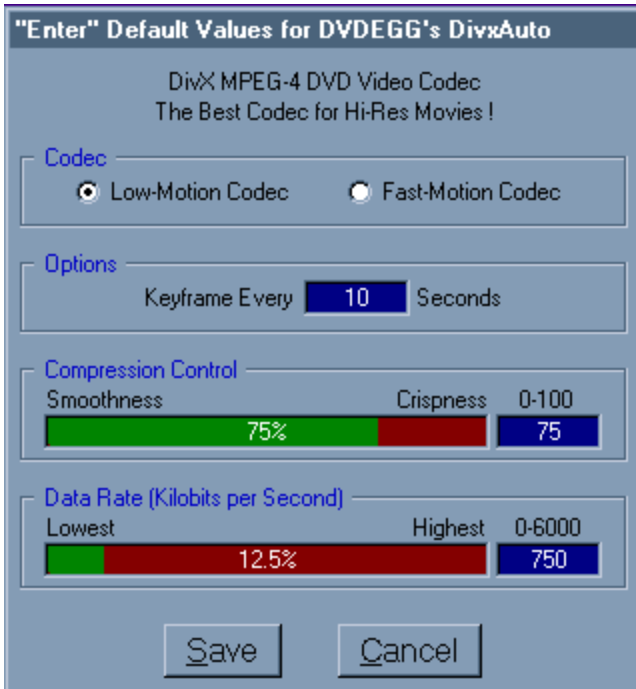 "Enter" Default Values for DVDEGG's DivxAuto
DivX MPEG-4 DVD Video Codec
The Best Codec for Hi-Res Movies !
Codec
Low-Motion Codec Fast-Motion Codec
Options
Keyframe Every 10 Seconds
Compression Control
Smoothness Crispness 0-100
75% 75
Data Rate (Kilobits per Second)
Lowest Highest 0-6000
12.5% 750
Save Cancel